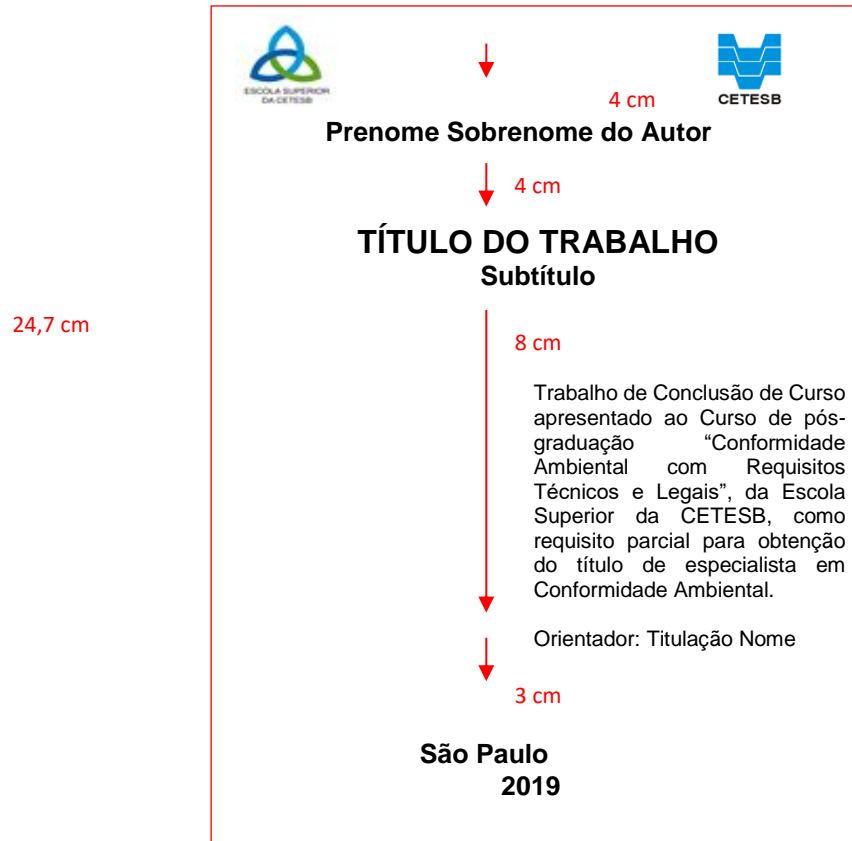 ESCOLA SUPERIOR
DA CETESB
CETESB
4 cm
Prenome Sobrenome do Autor
4 cm
TÍTULO DO TRABALHO
Subtítulo
24,7 cm
8 cm
Trabalho de Conclusão de Curso
apresentado ao Curso de pós-
graduação “Conformidade
Ambiental com Requisitos
Técnicos e Legais”, da Escola
Superior da CETESB, como
requisito parcial para obtenção
do título de especialista em
Conformidade Ambiental.
Orientador: Titulação Nome
3 cm
São Paulo
2019